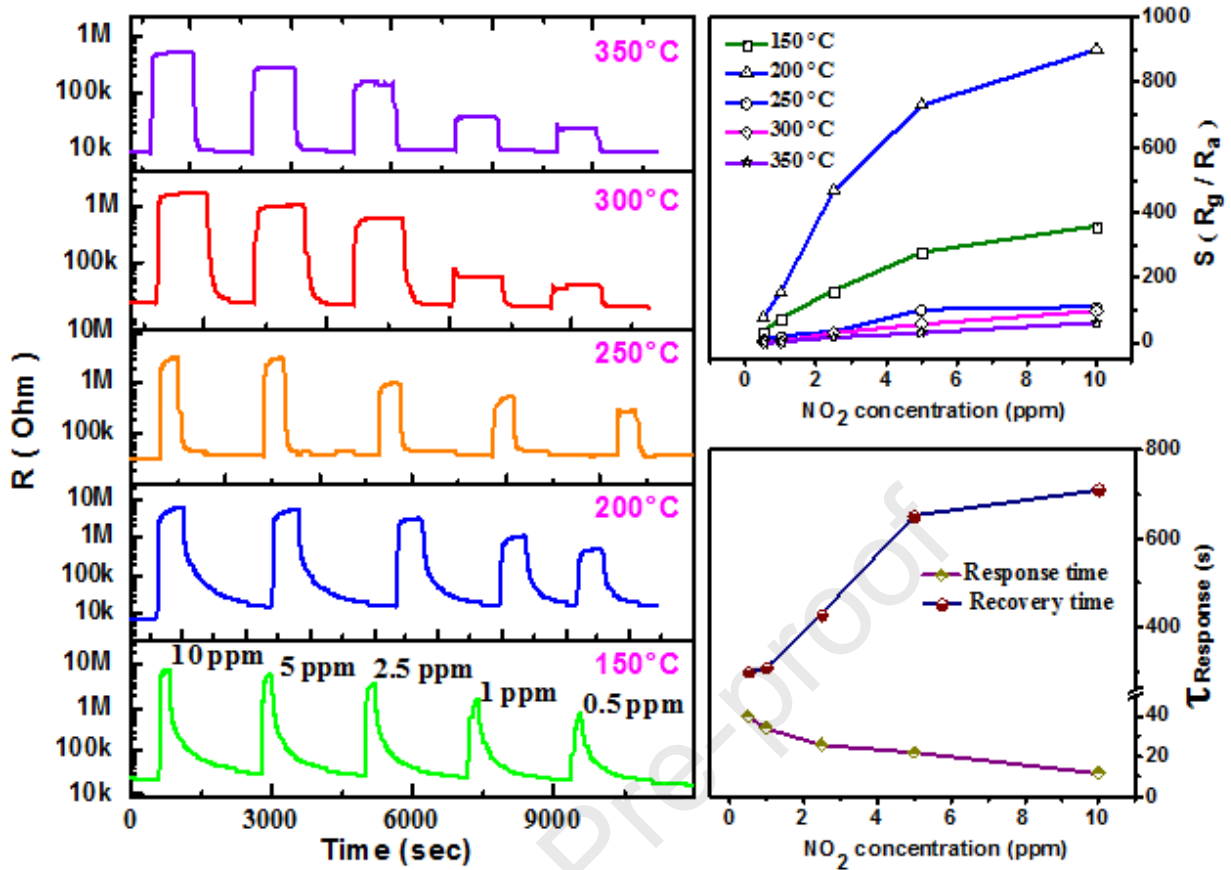 1M
100k
10k
350°C
1M
100k
300°C
10M
1M
100k
250°C
10M
1M
100k
10k
200°C
10M
1M
100k
10k
150°C
10 ppm
5 ppm
2.5 ppm
1 ppm
0.5 ppm
0 3000 6000 9000
Time (sec)
R ( Ohm )
150 °C
200 °C
250 °C
300 °C
350 °C
1000
800
600
400
200
0
S ( Rg / Ra )
0 2 4 6 8 10
NO2 concentration (ppm)
800
600
400
40
20
0
Response time
Recovery time
τResponse (s)
0 2 4 6 8 10
NO2 concentration (ppm)
Pre-proof